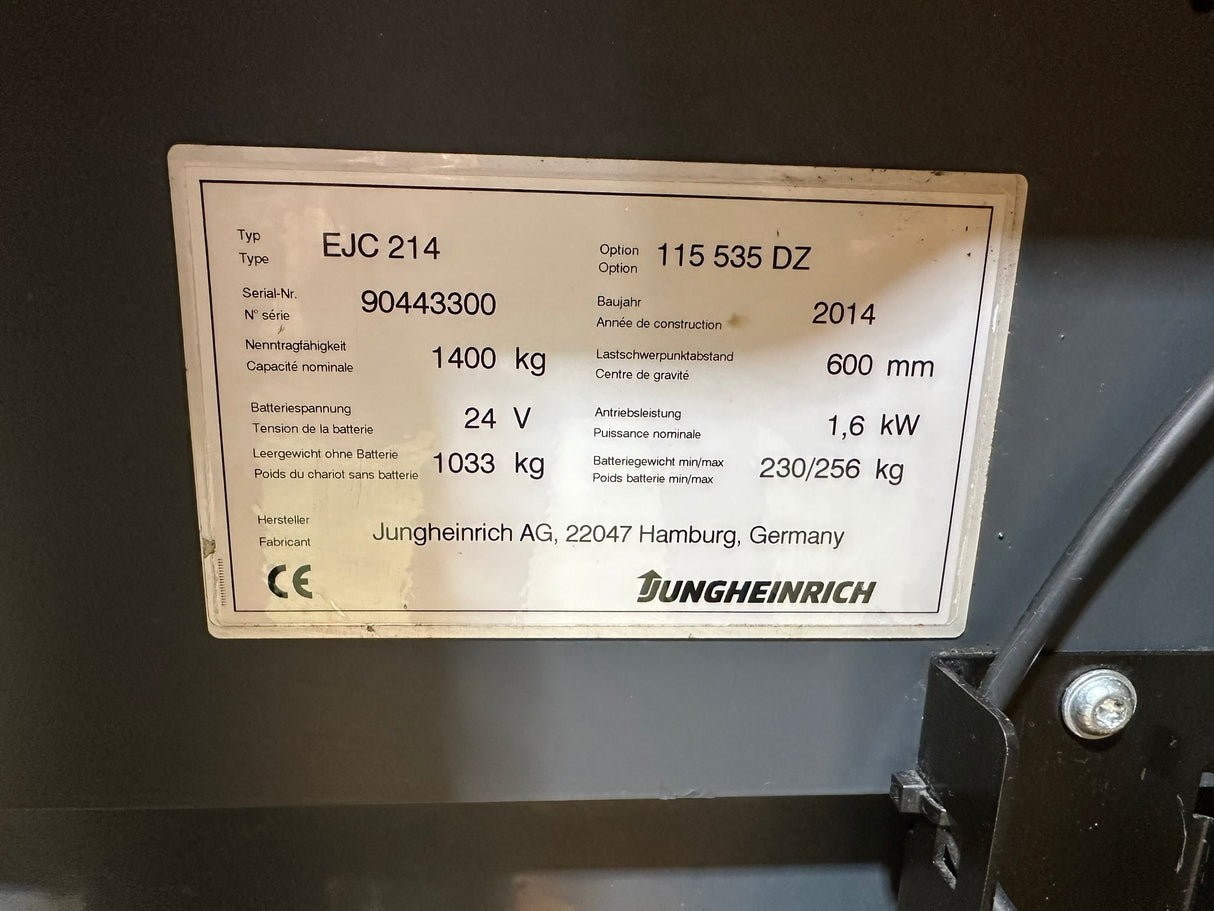 Typ
Type
EJC 214
Option
Option
115 535 DZ
Serial-Nr.
N° série
90443300
Baujahr
Année de construction
2014
Nenntragfähigkeit
Capacité nominale
1400 kg
Lastschwerpunktabstand
Centre de gravité
600 mm
Batteriespannung
Tension de la batterie
24 V
Antriebsleistung
Puissance nominale
1,6 kW
Leergewicht ohne Batterie
Poids du chariot sans batterie
1033 kg
Batteriegewicht min/max
Poids batterie min/max
230/256 kg
Hersteller
Fabricant
Jungheinrich AG, 22047 Hamburg, Germany
CE
JUNGHEINRICH